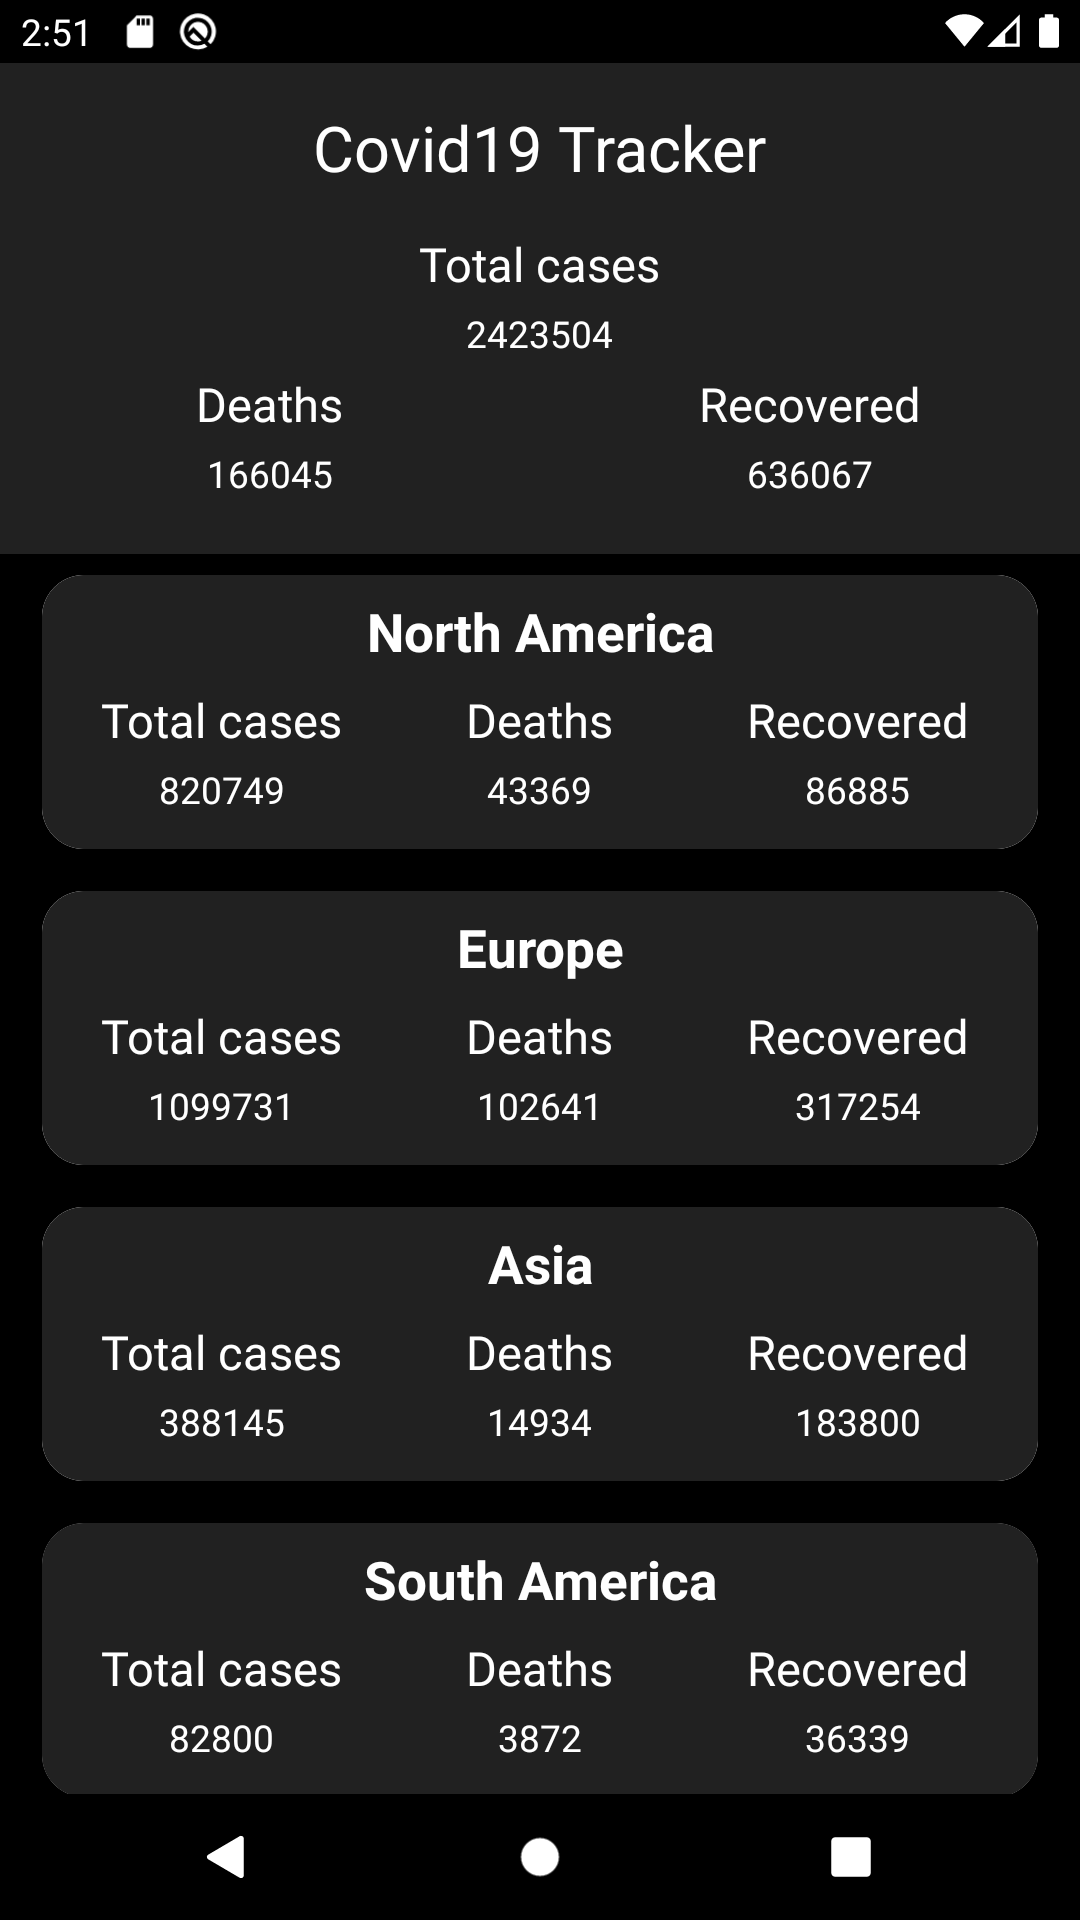 2:51
Covid19 Tracker
Total cases
2423504
Deaths Recovered
166045 636067
North America
Total cases Deaths Recovered
820749 43369 86885
Europe
Total cases Deaths Recovered
1099731 102641 317254
Asia
Total cases Deaths Recovered
388145 14934 183800
South America
Total cases Deaths Recovered
82800 3872 36339